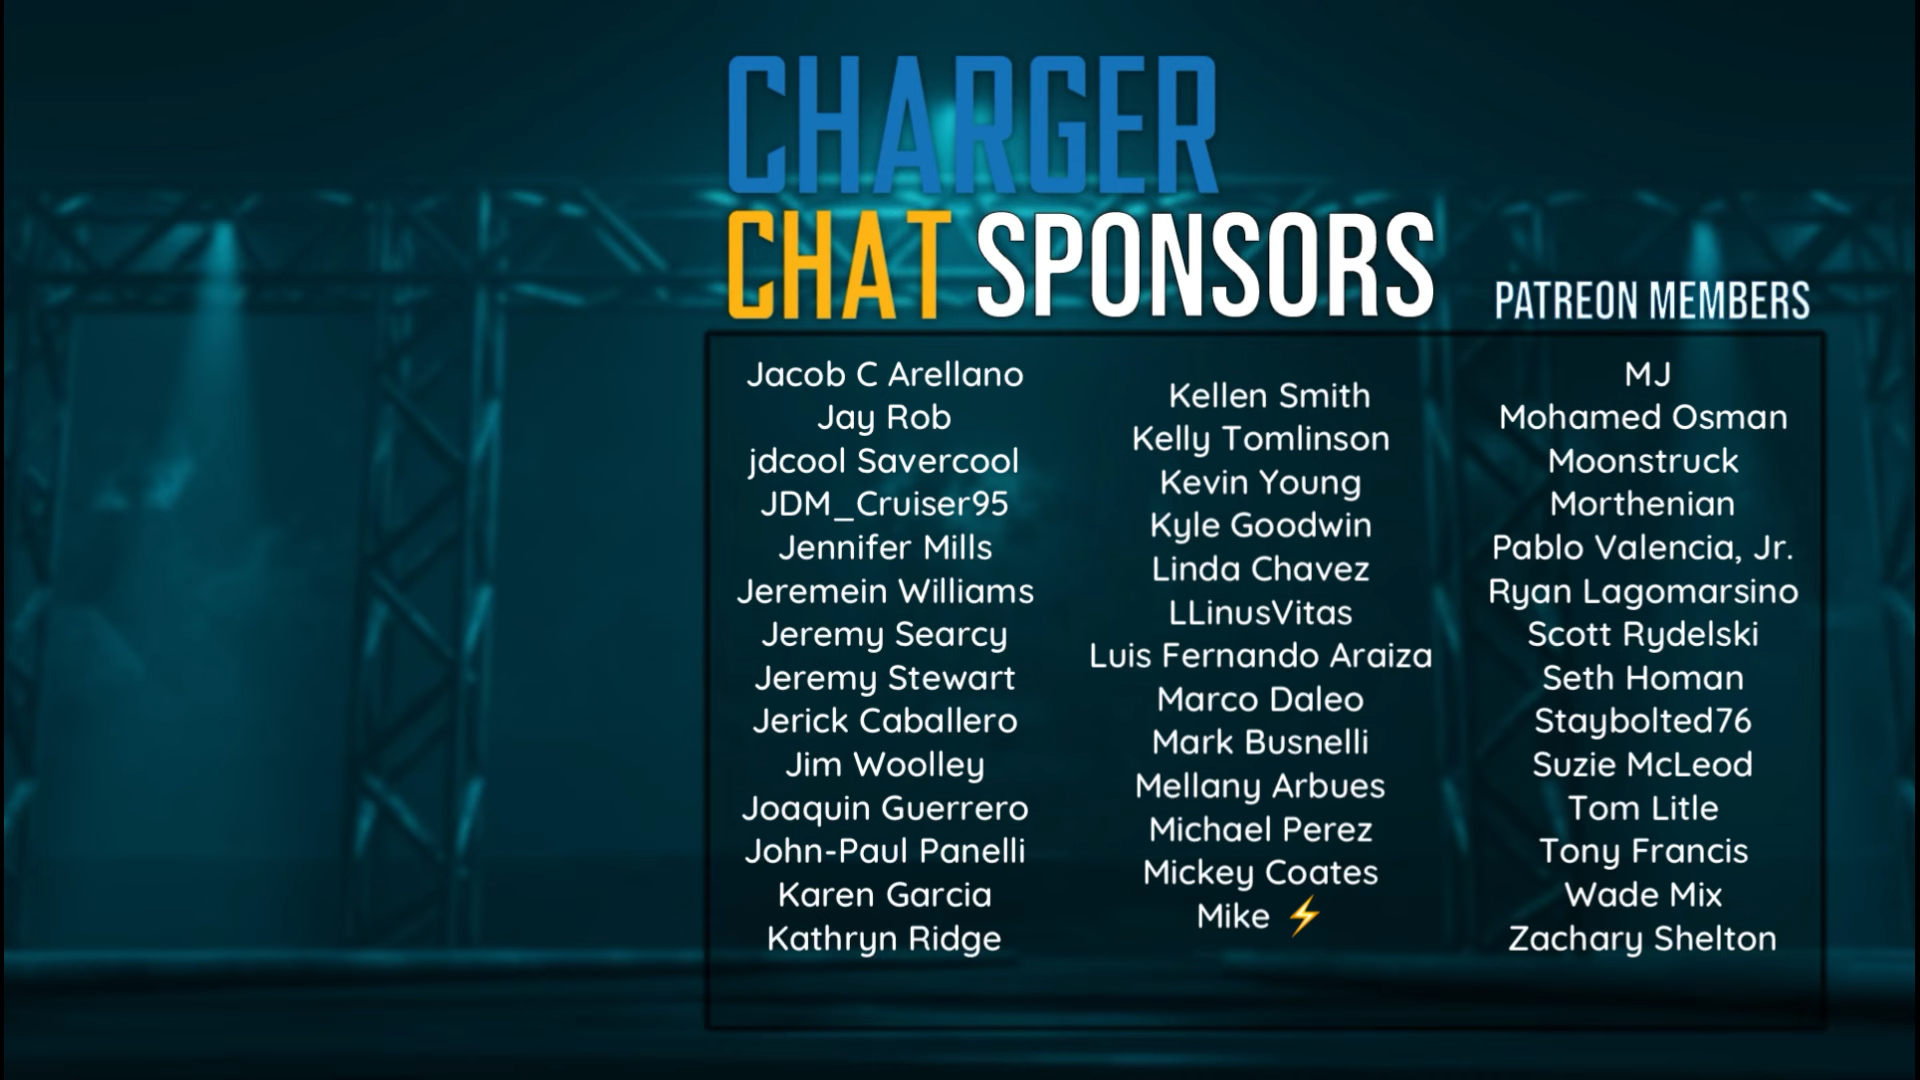 CHARGER
CHAT SPONSORS
PATREON MEMBERS
Jacob C Arellano
Jay Rob
jdcool Savercool
JDM_Cruiser95
Jennifer Mills
Jeremein Williams
Jeremy Searcy
Jeremy Stewart
Jerick Caballero
Jim Woolley
Joaquin Guerrero
John-Paul Panelli
Karen Garcia
Kathryn Ridge
Kellen Smith
Kelly Tomlinson
Kevin Young
Kyle Goodwin
Linda Chavez
LLinusVitas
Luis Fernando Araiza
Marco Daleo
Mark Busnelli
Mellany Arbues
Michael Perez
Mickey Coates
Mike ⚡
MJ
Mohamed Osman
Moonstruck
Morthenian
Pablo Valencia, Jr.
Ryan Lagomarsino
Scott Rydelski
Seth Homan
Staybolted76
Suzie McLeod
Tom Litle
Tony Francis
Wade Mix
Zachary Shelton